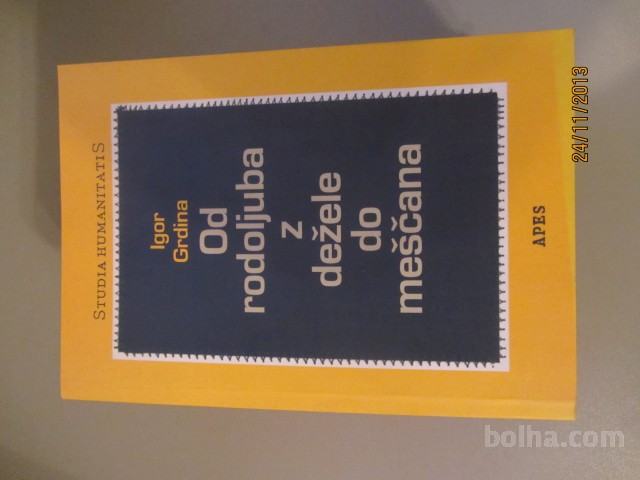 STUDIA HUMANITATIS
Igor
Grdina
Od
rodoljuba
z
dežele
do
meščana
APES
24/11/2013
bolha.com